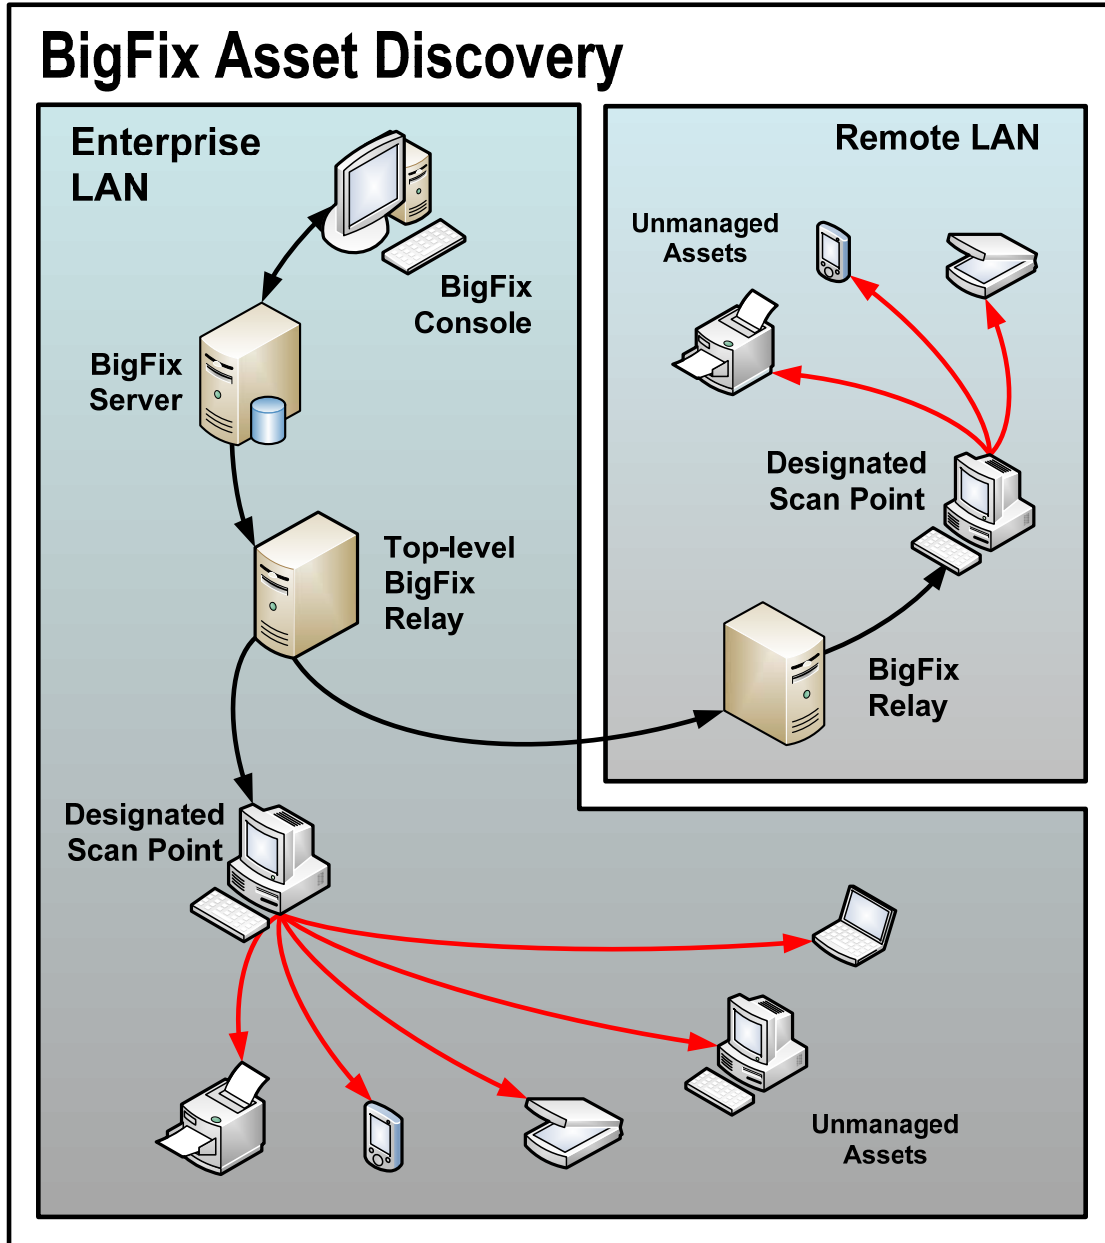 BigFix Asset Discovery
Enterprise
LAN
BigFix
Console
BigFix
Server
Top-level
BigFix
Relay
Designated
Scan Point
Unmanaged
Assets
Remote LAN
Unmanaged
Assets
Designated
Scan Point
BigFix
Relay